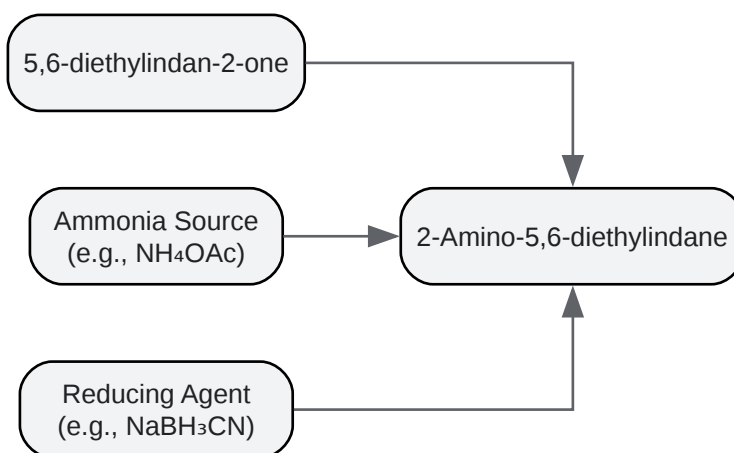 5,6-diethylindan-2-one
Ammonia Source
(e.g., NH₄OAc)
2-Amino-5,6-diethylindane
Reducing Agent
(e.g., NaBH₃CN)